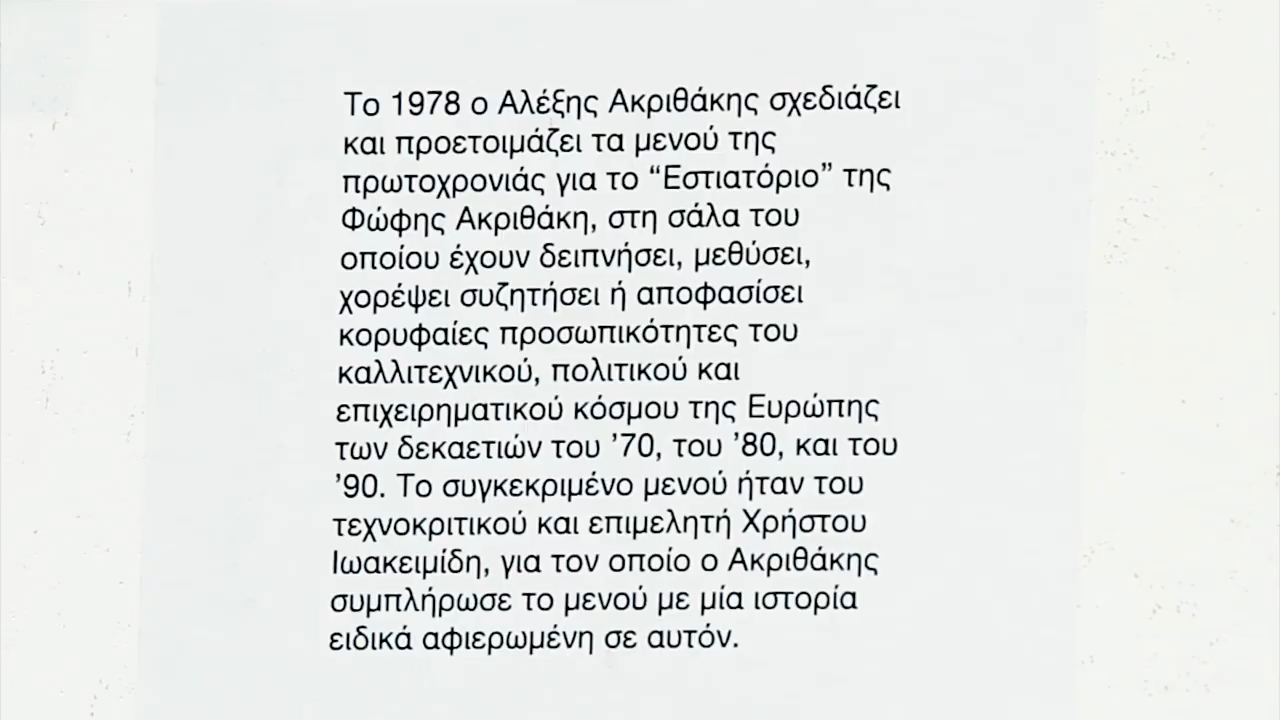 Το 1978 ο Αλέξης Ακριθάκης σχεδιάζει
και προετοιμάζει τα μενού της
πρωτοχρονιάς για το “Εστιατόριο” της
Φώφης Ακριθάκη, στη σάλα του
οποίου έχουν δειπνήσει, μεθύσει,
χορέψει συζητήσει ή αποφασίσει
κορυφαίες προσωπικότητες του
καλλιτεχνικού, πολιτικού και
επιχειρηματικού κόσμου της Ευρώπης
των δεκαετιών του ’70, του ’80, και του
’90. Το συγκεκριμένο μενού ήταν του
τεχνοκριτικού και επιμελητή Χρήστου
Ιωακειμίδη, για τον οποίο ο Ακριθάκης
συμπλήρωσε το μενού με μία ιστορία
ειδικά αφιερωμένη σε αυτόν.